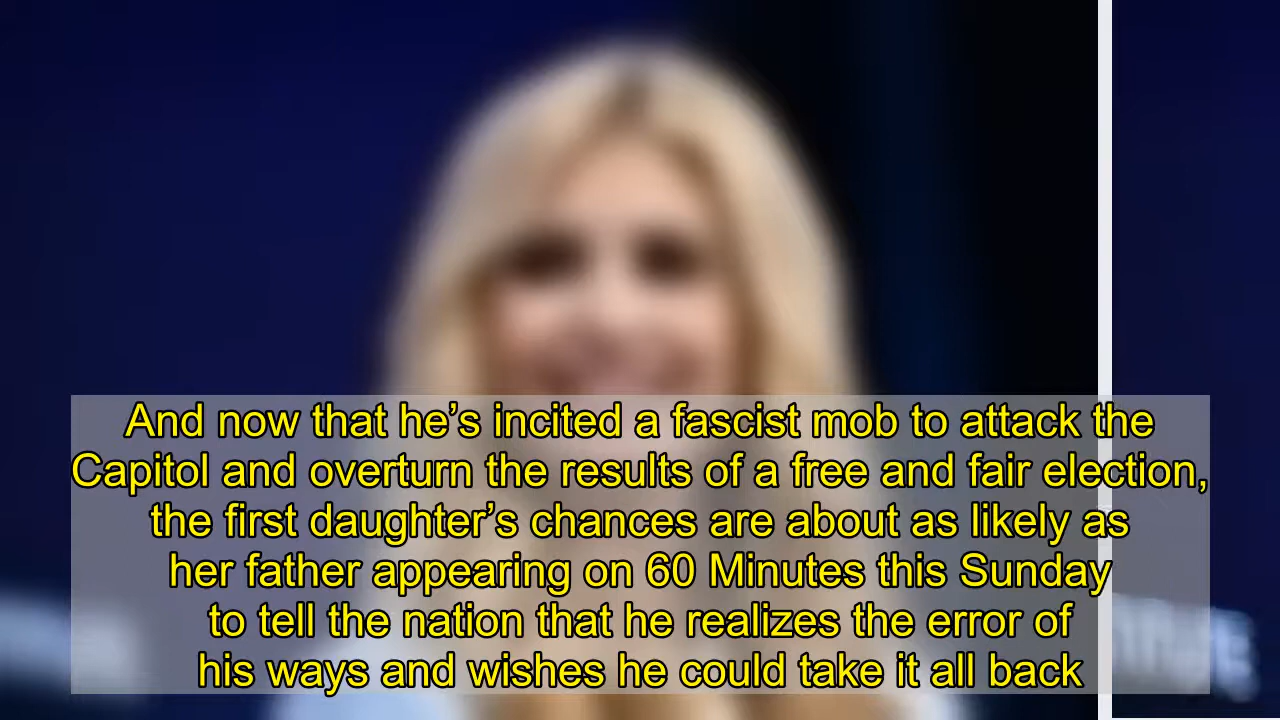 And now that he’s incited a fascist mob to attack the
Capitol and overturn the results of a free and fair election,
the first daughter’s chances are about as likely as
her father appearing on 60 Minutes this Sunday
to tell the nation that he realizes the error of
his ways and wishes he could take it all back